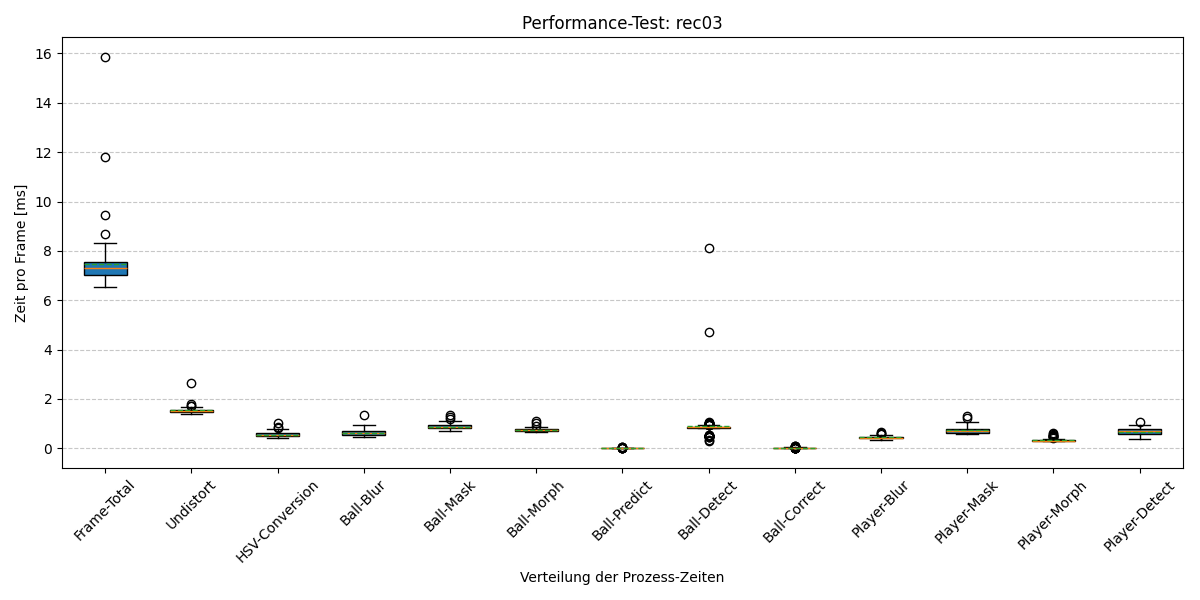 Performance-Test: rec03
Zeit pro Frame [ms]
16
14
12
10
8
6
4
2
0
Frame-Total
Undistort
HSV-Conversion
Ball-Blur
Ball-Mask
Ball-Morph
Ball-Predict
Ball-Detect
Ball-Correct
Player-Blur
Player-Mask
Player-Morph
Player-Detect
Verteilung der Prozess-Zeiten